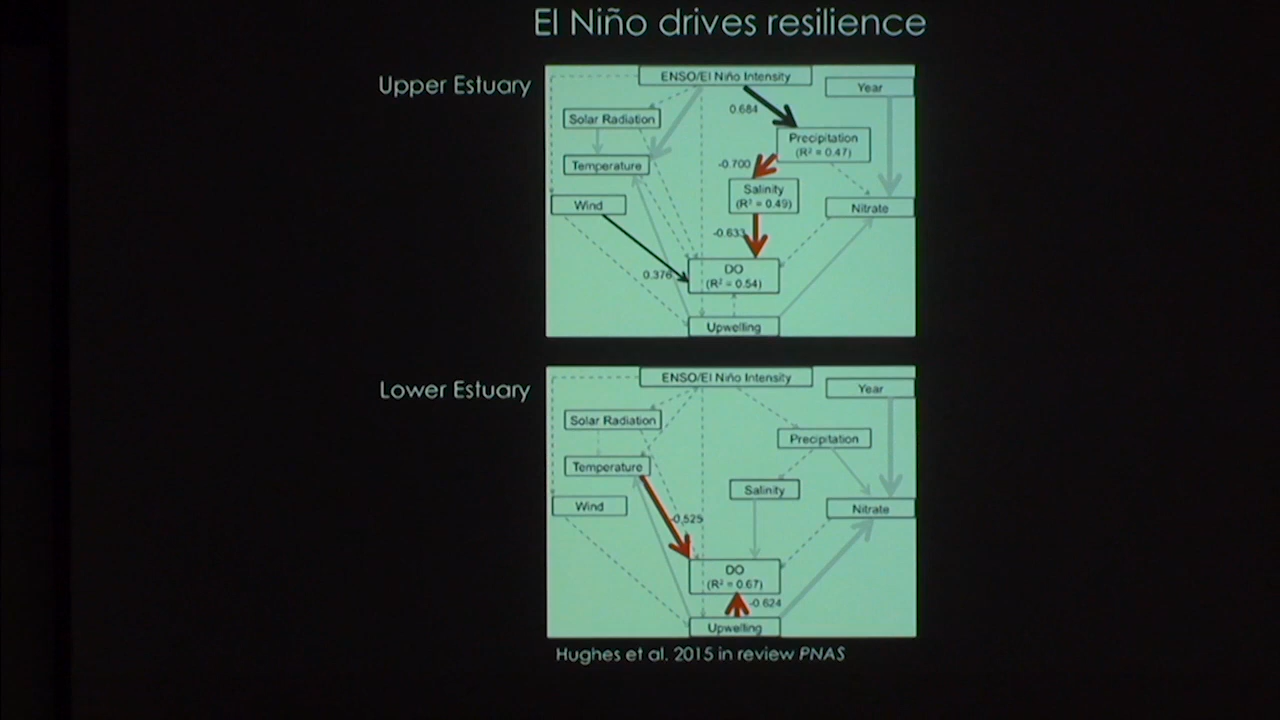 El Niño drives resilience
Upper Estuary
ENSO/El Niño Intensity
Year
Solar Radiation
0.684
Precipitation
(R² = 0.47)
Temperature
-0.700
Salinity
(R² = 0.49)
Wind
Nitrate
-0.633
DO
(R² = 0.54)
0.376
Upwelling
Lower Estuary
ENSO/El Niño Intensity
Year
Solar Radiation
Precipitation
Temperature
Salinity
Wind
Nitrate
-0.525
DO
(R² = 0.67)
-0.624
Upwelling
Hughes et al. 2015 in review PNAS